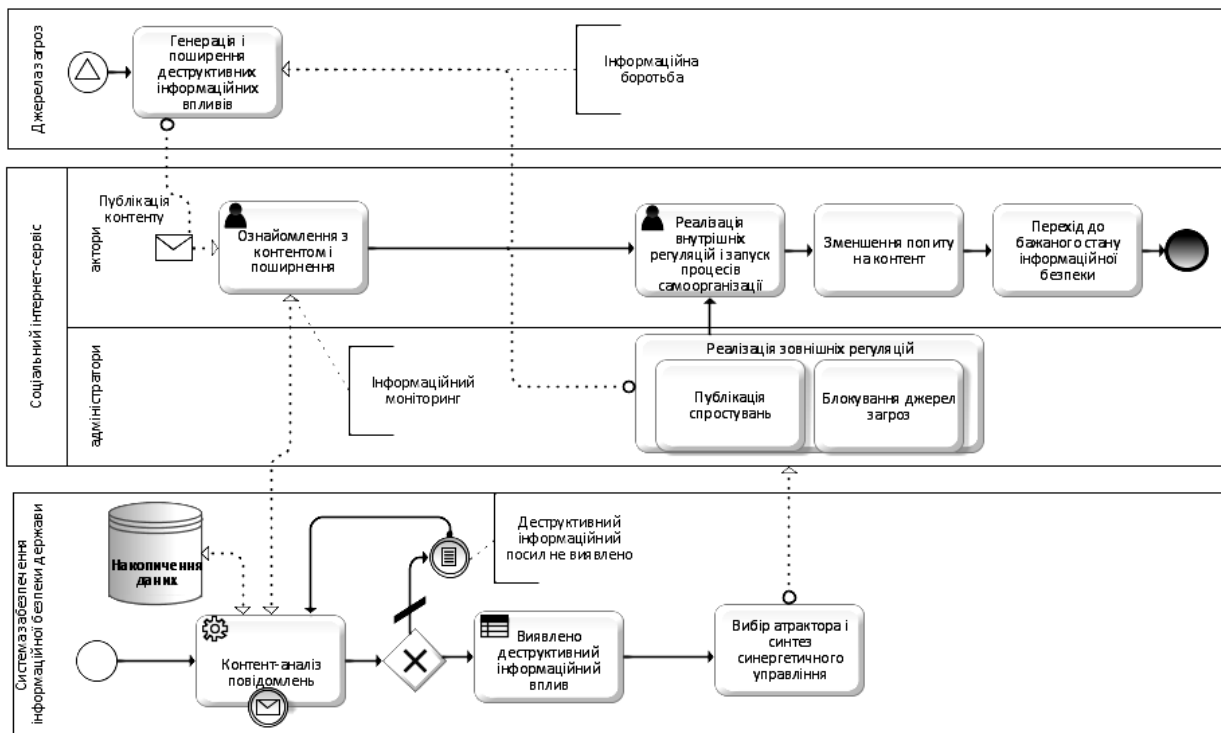 Джерела загроз
Генерація і
поширення
деструктивних
інформаційних
впливів
Інформаційна
боротьба
Соціальний інтернет-сервіс
актори
Публікація
контенту
Ознайомлення з
контентом і
поширнення
Реалізація
внутрішніх
регуляцій і запуск
процесів
самоорганізації
Зменшення попиту
на контент
Перехід до
бажаного стану
інформаційної
безпеки
адміністратори
Інформаційний
моніторинг
Реалізація зовнішніх регуляцій
Публікація
спростувань
Блокування джерел
загроз
Система забезпечення
інформаційної безпеки держави
Накопичення
даних
Деструктивний
інформаційний
посил не виявлено
Контент-аналіз
повідомлень
Виявлено
деструктивний
інформаційний
вплив
Вибір атрактора і
синтез
синергетичного
управління